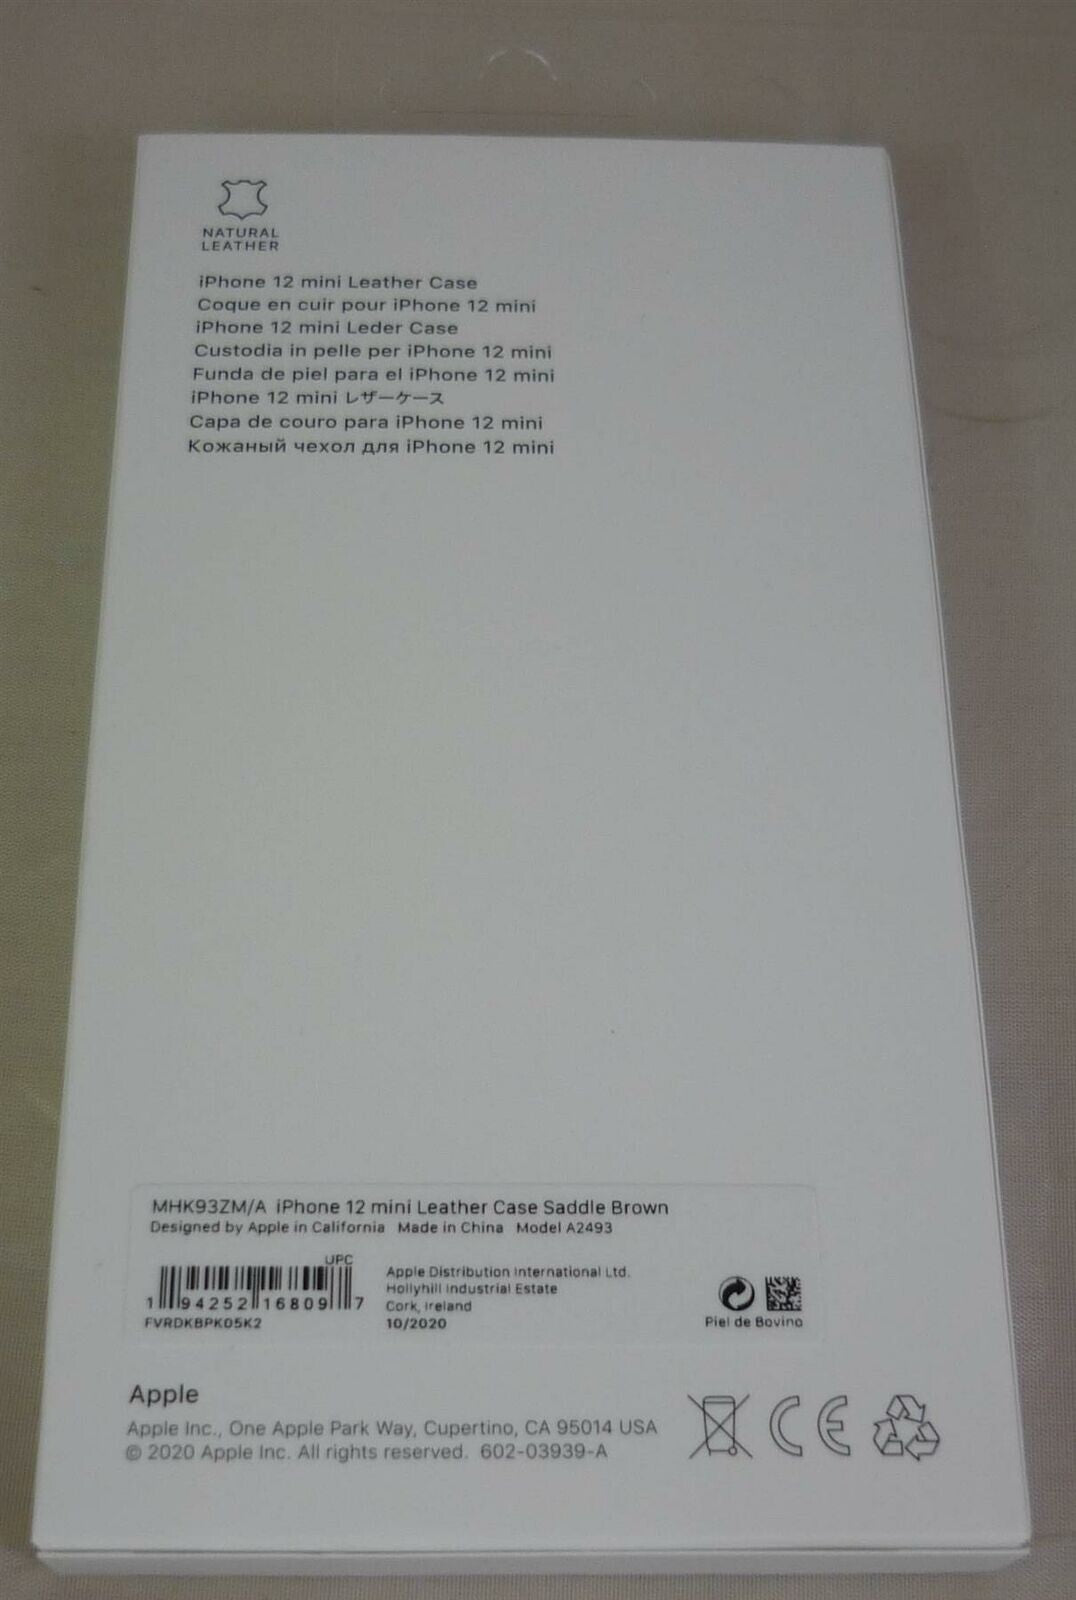 NATURAL
LEATHER
iPhone 12 mini Leather Case
Coque en cuir pour iPhone 12 mini
iPhone 12 mini Leder Case
Custodia in pelle per iPhone 12 mini
Funda de piel para el iPhone 12 mini
iPhone 12 mini レザーケース
Capa de couro para iPhone 12 mini
Кожаный чехол для iPhone 12 mini
MHK93ZM/A iPhone 12 mini Leather Case Saddle Brown
Designed by Apple in California Made in China Model A2493
UPC
1 94252 16809 7
FVRDKBPK05K2
Apple Distribution International Ltd.
Hollyhill Industrial Estate
Cork, Ireland
10/2020
Piel de Bovino
Apple
Apple Inc., One Apple Park Way, Cupertino, CA 95014 USA
© 2020 Apple Inc. All rights reserved. 602-03939-A
CE